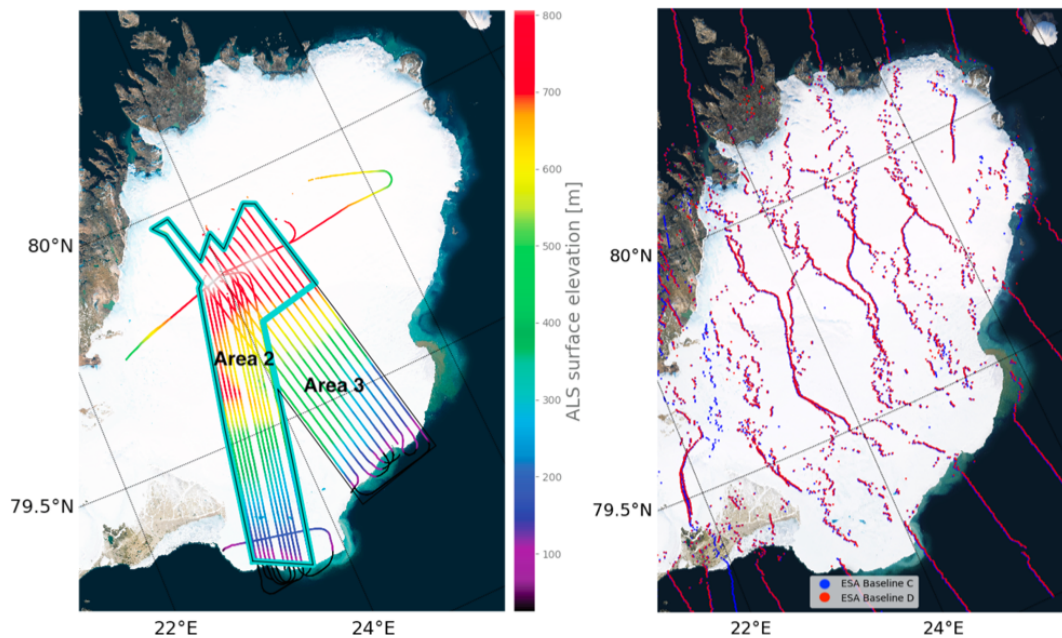 80°N
79.5°N
22°E
24°E
Area 2
Area 3
800
700
600
500
400
300
200
100
ALS surface elevation [m]
80°N
79.5°N
22°E
24°E
ESA Baseline C
ESA Baseline D